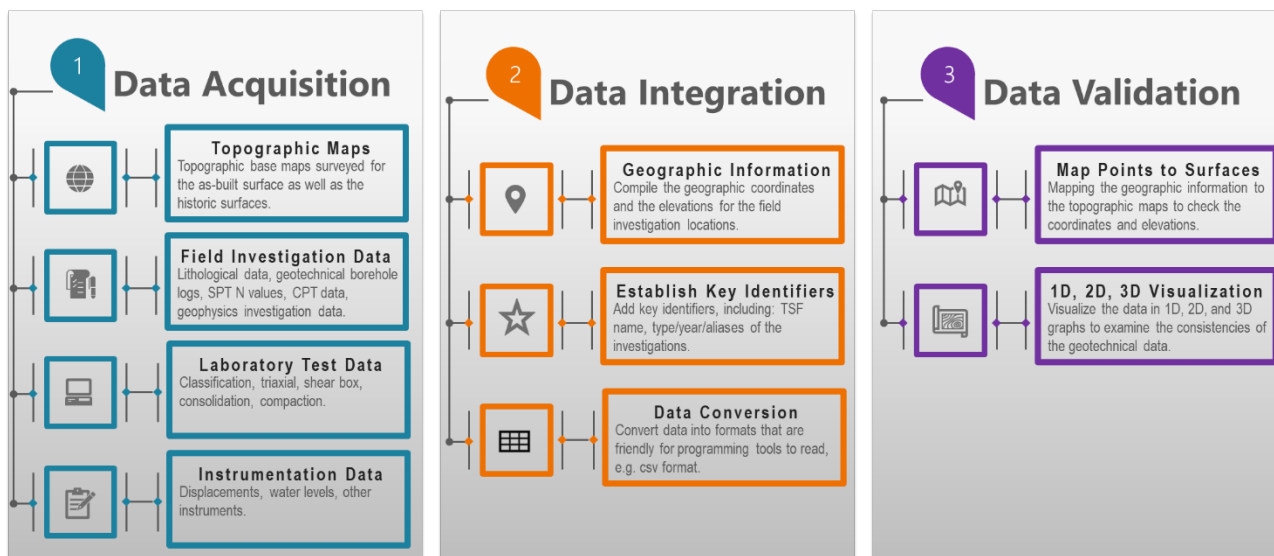 1
Data Acquisition
Topographic Maps
Topographic base maps surveyed for
the as-built surface as well as the
historic surfaces.
Field Investigation Data
Lithological data, geotechnical borehole
logs, SPT N values, CPT data,
geophysics investigation data.
Laboratory Test Data
Classification, triaxial, shear box,
consolidation, compaction.
Instrumentation Data
Displacements, water levels, other
instruments.
2
Data Integration
Geographic Information
Compile the geographic coordinates
and the elevations for the field
investigation locations.
Establish Key Identifiers
Add key identifiers, including: TSF
name, type/year/aliases of the
investigations.
Data Conversion
Convert data into formats that are
friendly for programming tools to read,
e.g. csv format.
3
Data Validation
Map Points to Surfaces
Mapping the geographic information to
the topographic maps to check the
coordinates and elevations.
1D, 2D, 3D Visualization
Visualize the data in 1D, 2D, and 3D
graphs to examine the consistencies of
the geotechnical data.